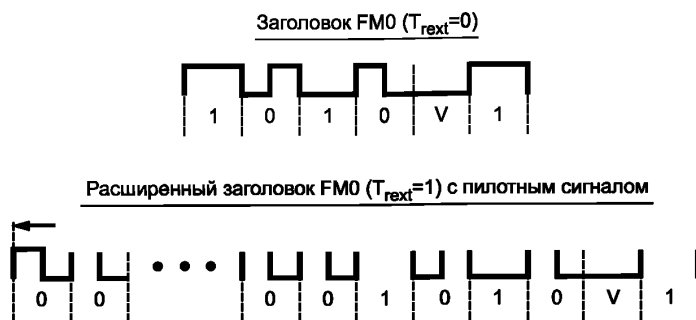 Заголовок FM0 (Trext=0)
1 0 1 0 V 1
Расширенный заголовок FM0 (Trext=1) с пилотным сигналом
0 0 • • • 0 0 1 0 1 0 V 1